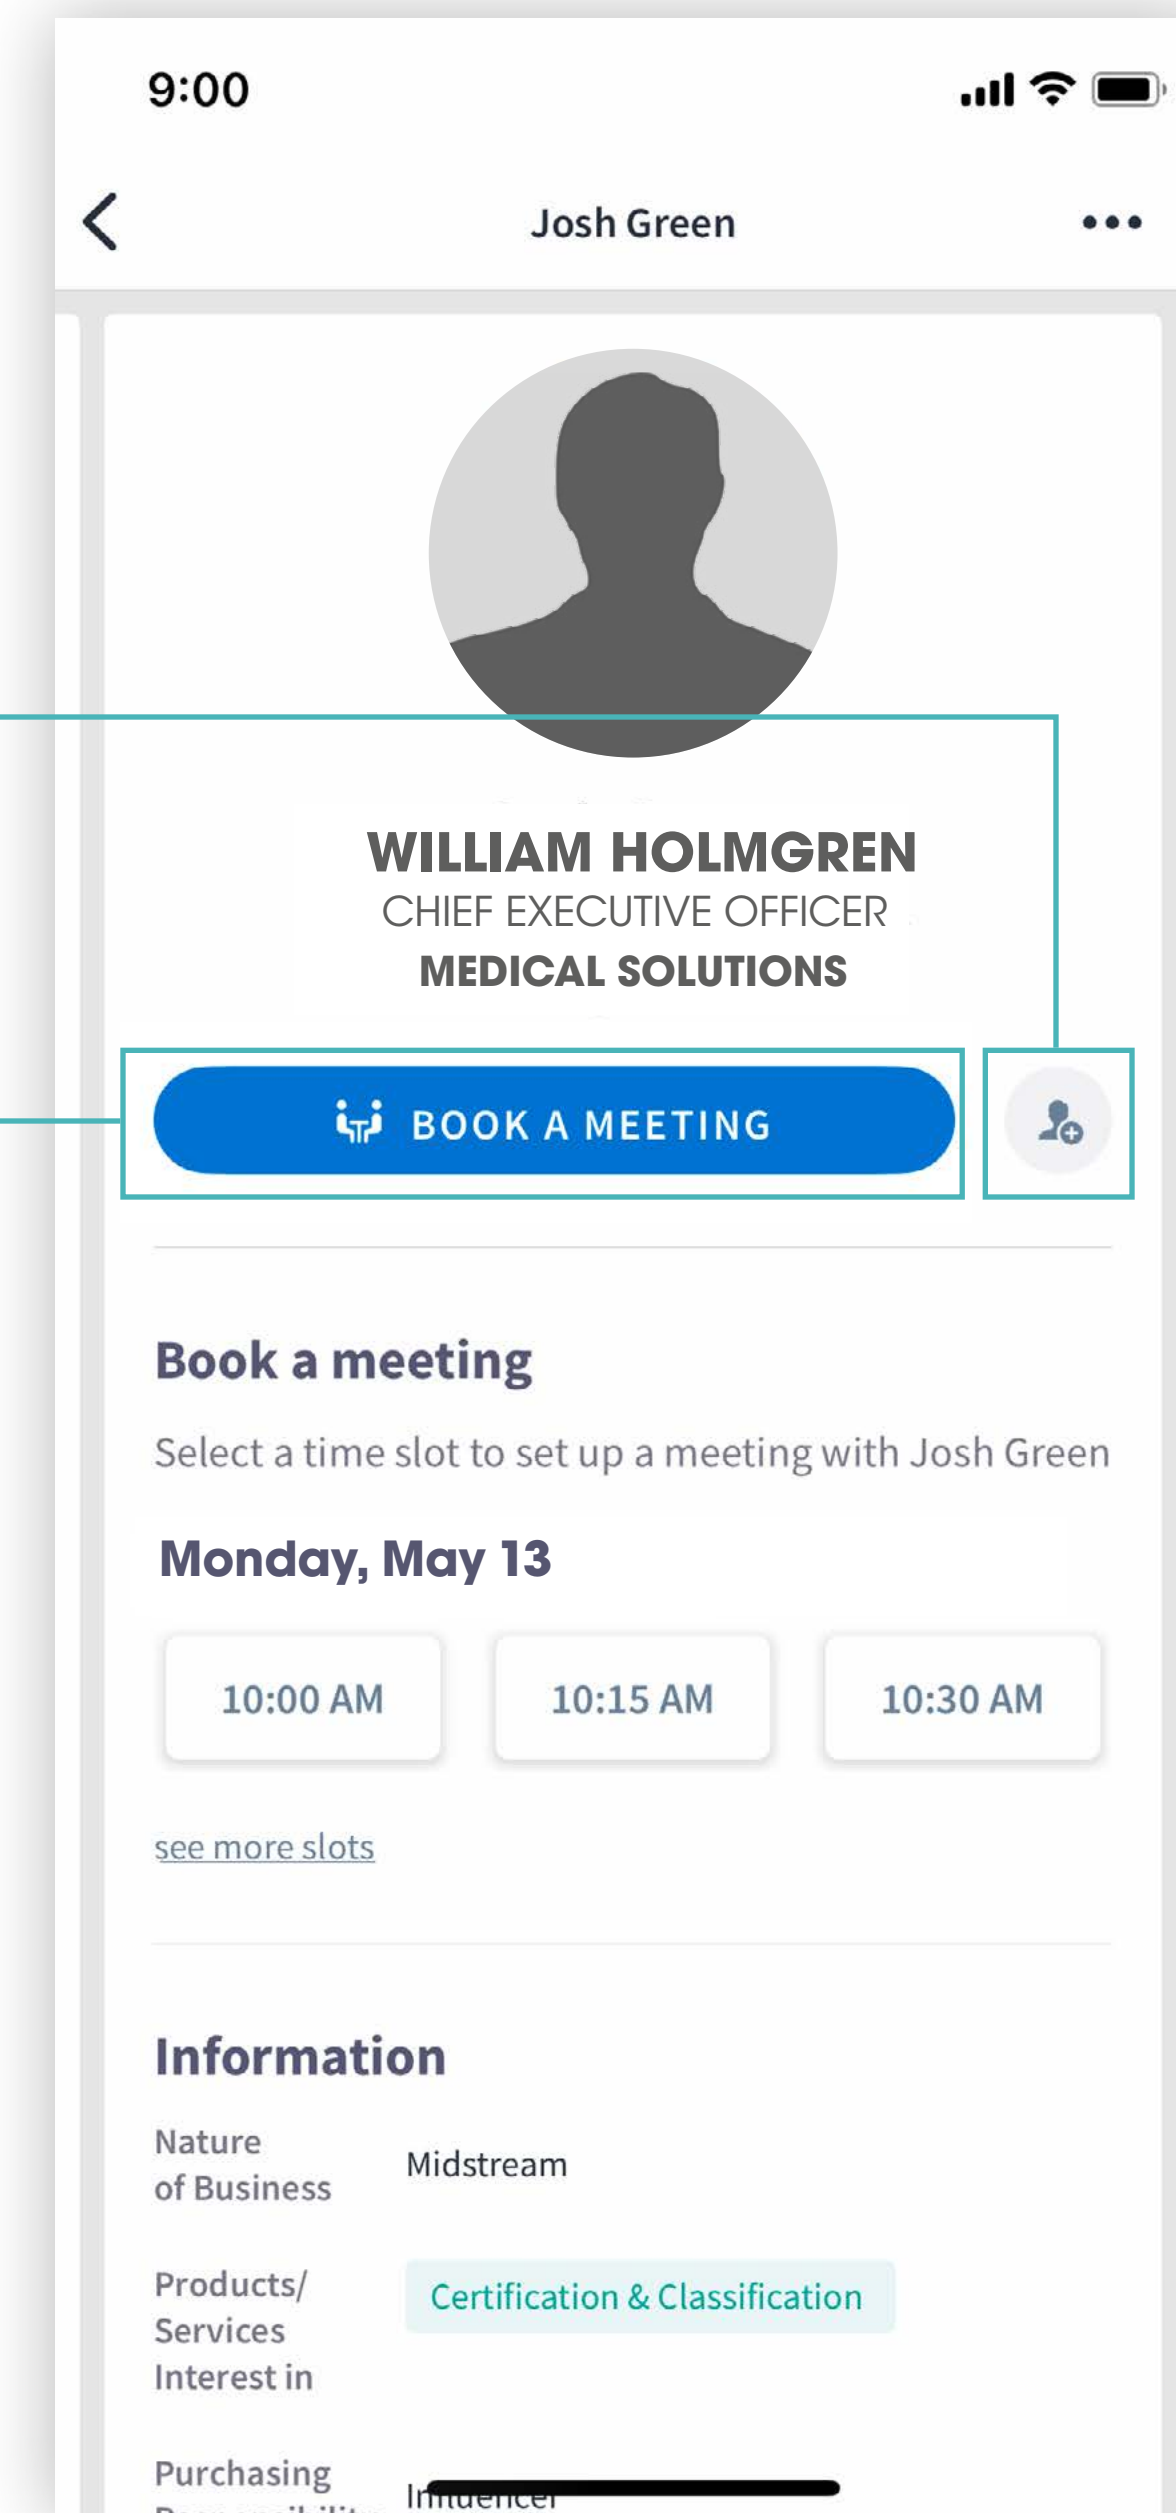 9:00
Josh Green
WILLIAM HOLMGREN
CHIEF EXECUTIVE OFFICER
MEDICAL SOLUTIONS
BOOK A MEETING
Book a meeting
Select a time slot to set up a meeting with Josh Green
Monday, May 13
10:00 AM 10:15 AM 10:30 AM
see more slots
Information
Nature
of Business
Midstream
Products/
Services
Interest in
Certification & Classification
Purchasing
Influencer